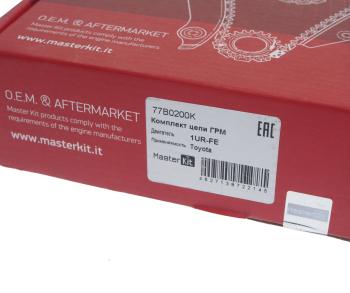 O.E.M. & AFTERMARKET
Master Kit products comply with the
requirements of the engine manufacturers
www.masterkit.it
O.E.M. & AFTERMARKET
Master Kit products comply with the
requirements of the engine manufacturers
www.masterkit.it
77B0200K
Комплект цепи ГРМ
Двигатель 1UR-FE
Применяемость Toyota
EAC
Master Kit